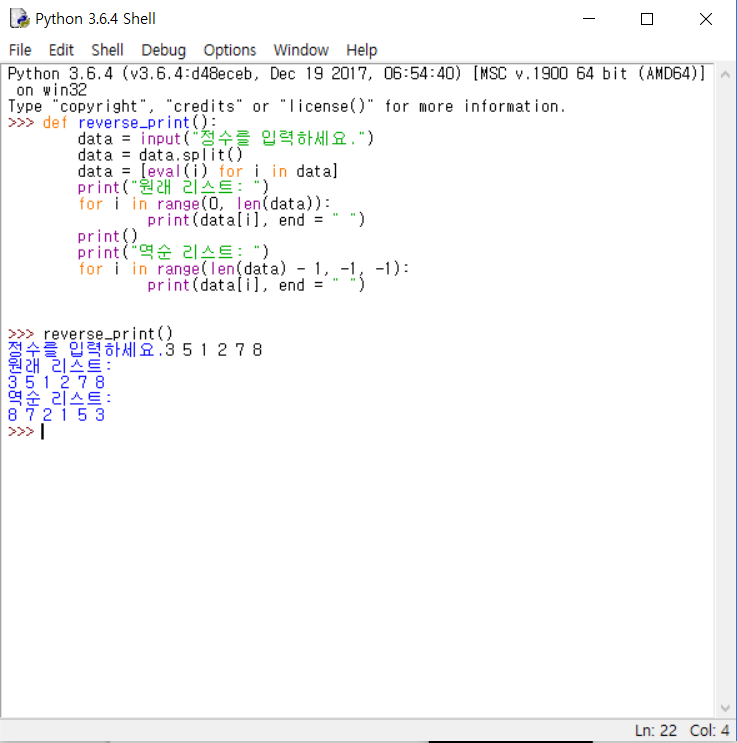 Python 3.6.4 Shell
File Edit Shell Debug Options Window Help
Python 3.6.4 (v3.6.4:d48eceb, Dec 19 2017, 06:54:40) [MSC v.1900 64 bit (AMD64)]
 on win32
Type "copyright", "credits" or "license()" for more information.
>>> def reverse_print():
        data = input("정수를 입력하세요.")
        data = data.split()
        data = [eval(i) for i in data]
        print("원래 리스트: ")
        for i in range(0, len(data)):
                print(data[i], end = " ")
        print()
        print("역순 리스트: ")
        for i in range(len(data) - 1, -1, -1):
                print(data[i], end = " ")
>>> reverse_print()
정수를 입력하세요.3 5 1 2 7 8
원래 리스트:
3 5 1 2 7 8
역순 리스트:
8 7 2 1 5 3
>>>
Ln: 22 Col: 4